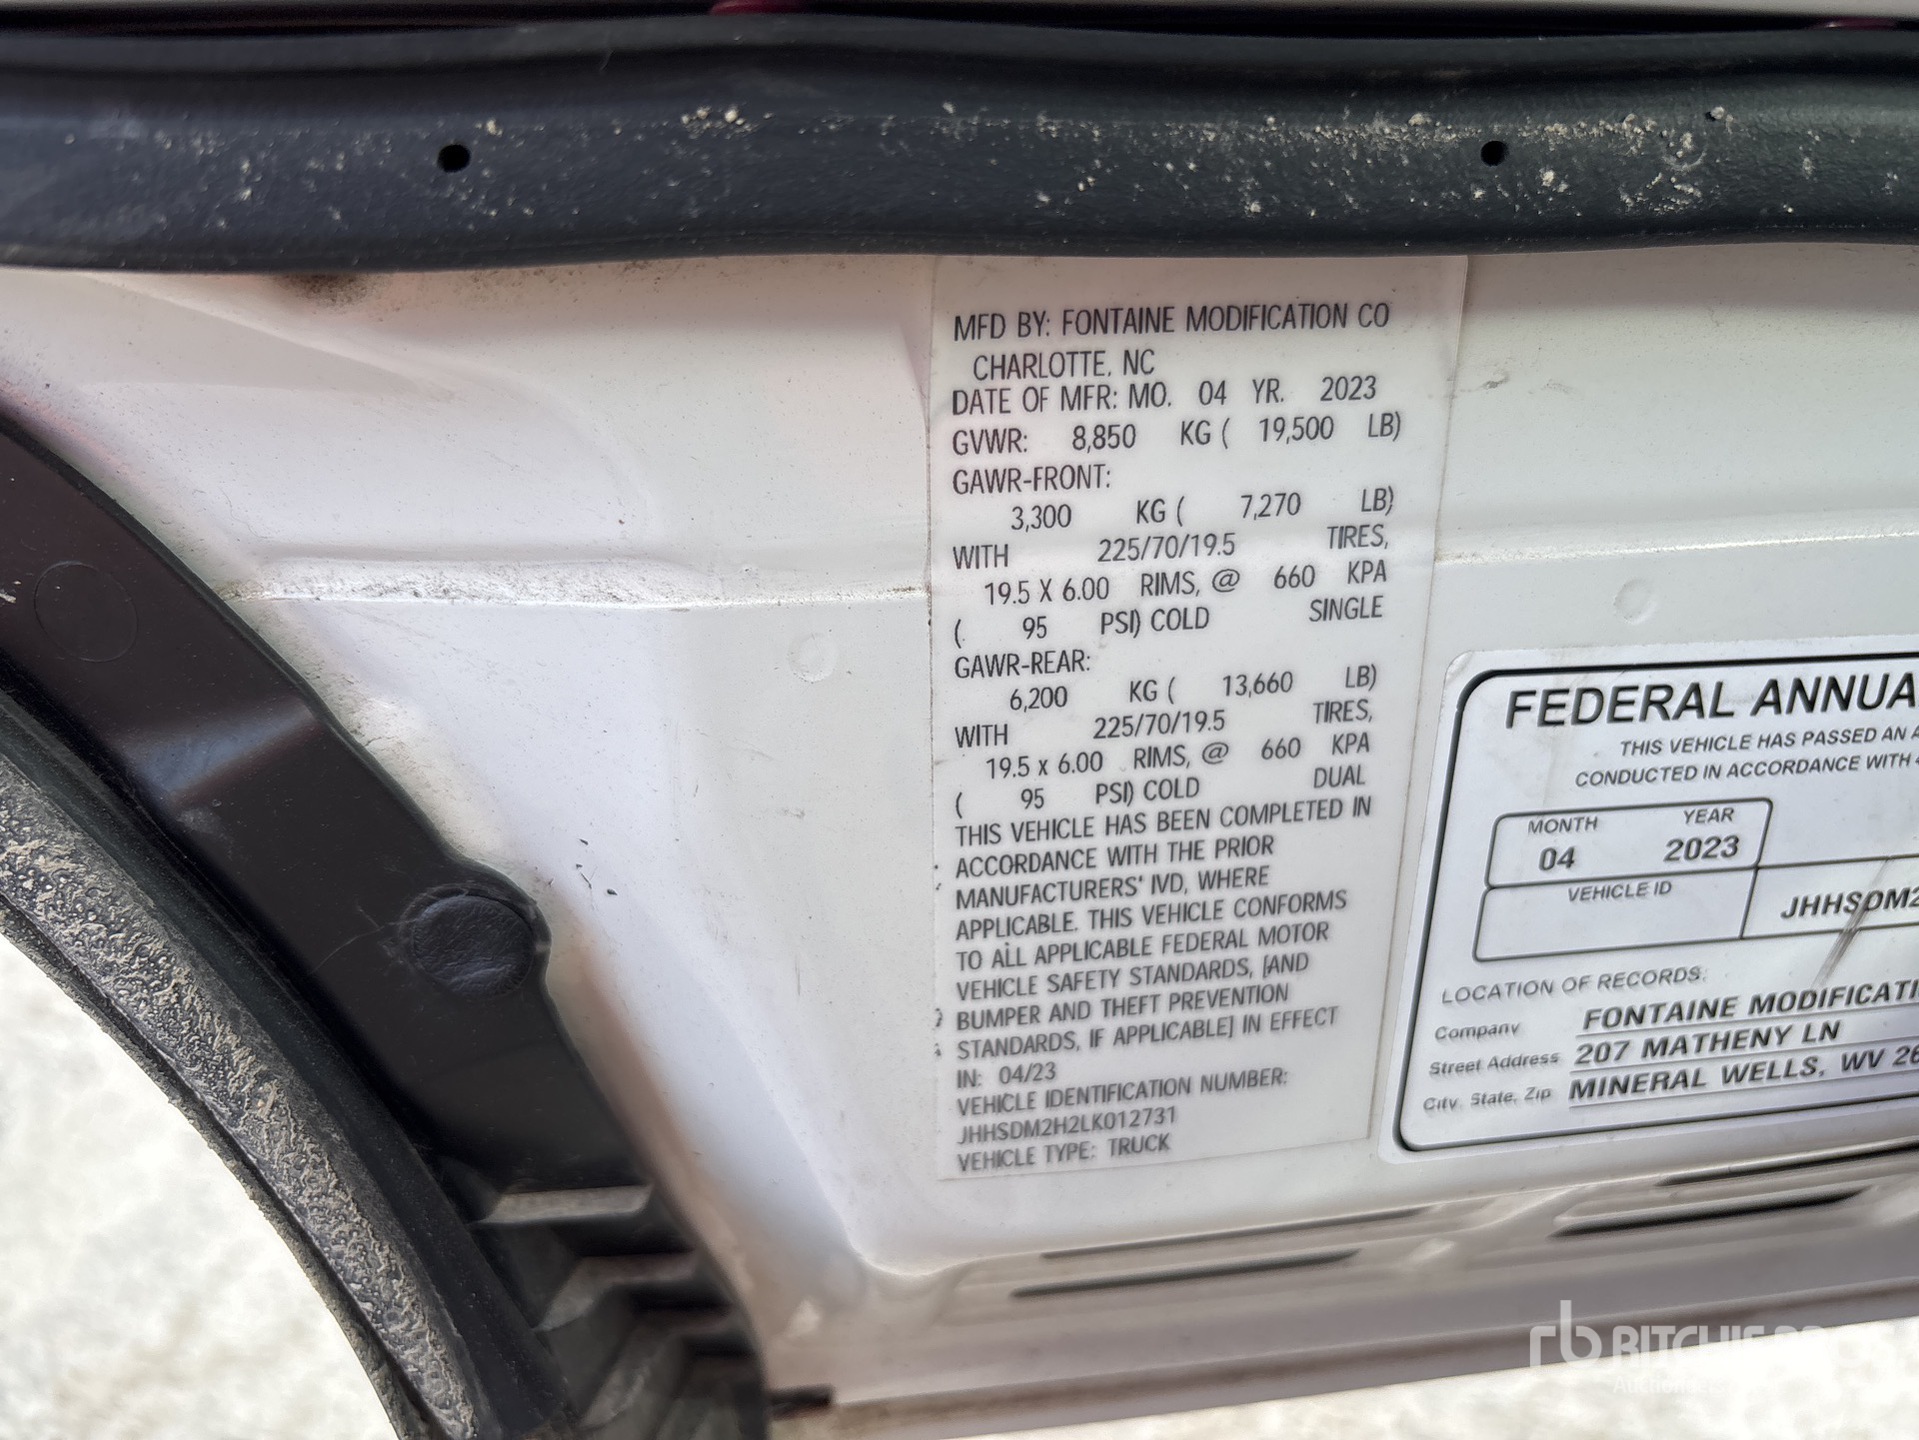 MFD BY: FONTAINE MODIFICATION CO
CHARLOTTE, NC
DATE OF MFR: MO. 04 YR. 2023
GVWR: 8,850 KG ( 19,500 LB)
GAWR-FRONT:
3,300 KG ( 7,270 LB)
WITH 225/70/19.5 TIRES,
19.5 X 6.00 RIMS, @ 660 KPA
( 95 PSI) COLD SINGLE
GAWR-REAR:
6,200 KG ( 13,660 LB)
WITH 225/70/19.5 TIRES,
19.5 x 6.00 RIMS, @ 660 KPA
( 95 PSI) COLD DUAL
THIS VEHICLE HAS BEEN COMPLETED IN
ACCORDANCE WITH THE PRIOR
MANUFACTURERS' IVD, WHERE
APPLICABLE. THIS VEHICLE CONFORMS
TO ALL APPLICABLE FEDERAL MOTOR
VEHICLE SAFETY STANDARDS, [AND
BUMPER AND THEFT PREVENTION
STANDARDS, IF APPLICABLE] IN EFFECT
IN: 04/23
VEHICLE IDENTIFICATION NUMBER:
JHHSDM2H2LK012731
VEHICLE TYPE: TRUCK
FEDERAL ANNUA
THIS VEHICLE HAS PASSED AN A
CONDUCTED IN ACCORDANCE WITH 4
MONTH YEAR
04 2023
VEHICLE ID
JHHSDM2
LOCATION OF RECORDS:
Company FONTAINE MODIFICATI
Street Address 207 MATHENY LN
City, State, Zip MINERAL WELLS, WV 26
rb RITCHIE BROS
Auctioneers